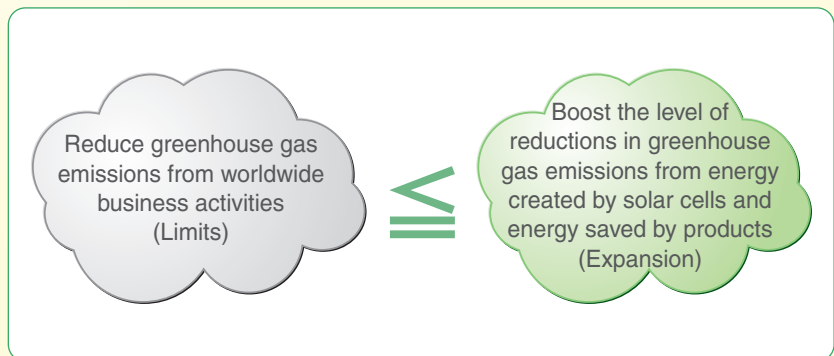 Reduce greenhouse gas
emissions from worldwide
business activities
(Limits)
≦
Boost the level of
reductions in greenhouse
gas emissions from energy
created by solar cells and
energy saved by products
(Expansion)